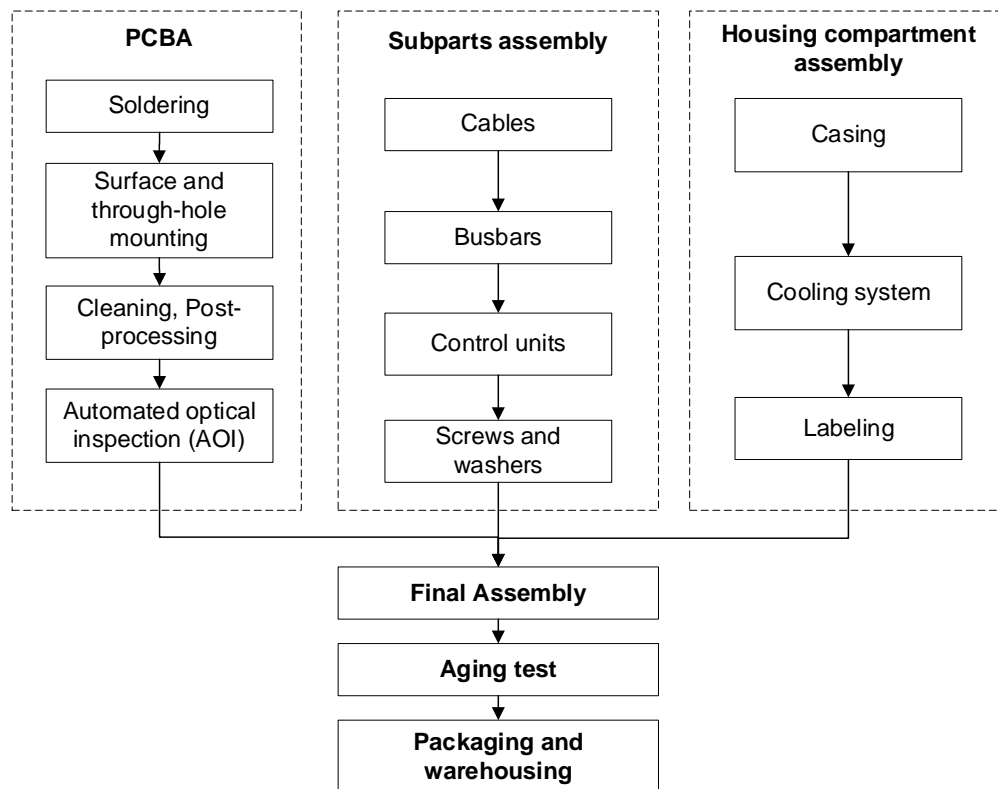 PCBA
Soldering
Surface and
through-hole
mounting
Cleaning, Post-
processing
Automated optical
inspection (AOI)
Subparts assembly
Cables
Busbars
Control units
Screws and
washers
Housing compartment
assembly
Casing
Cooling system
Labeling
Final Assembly
Aging test
Packaging and
warehousing